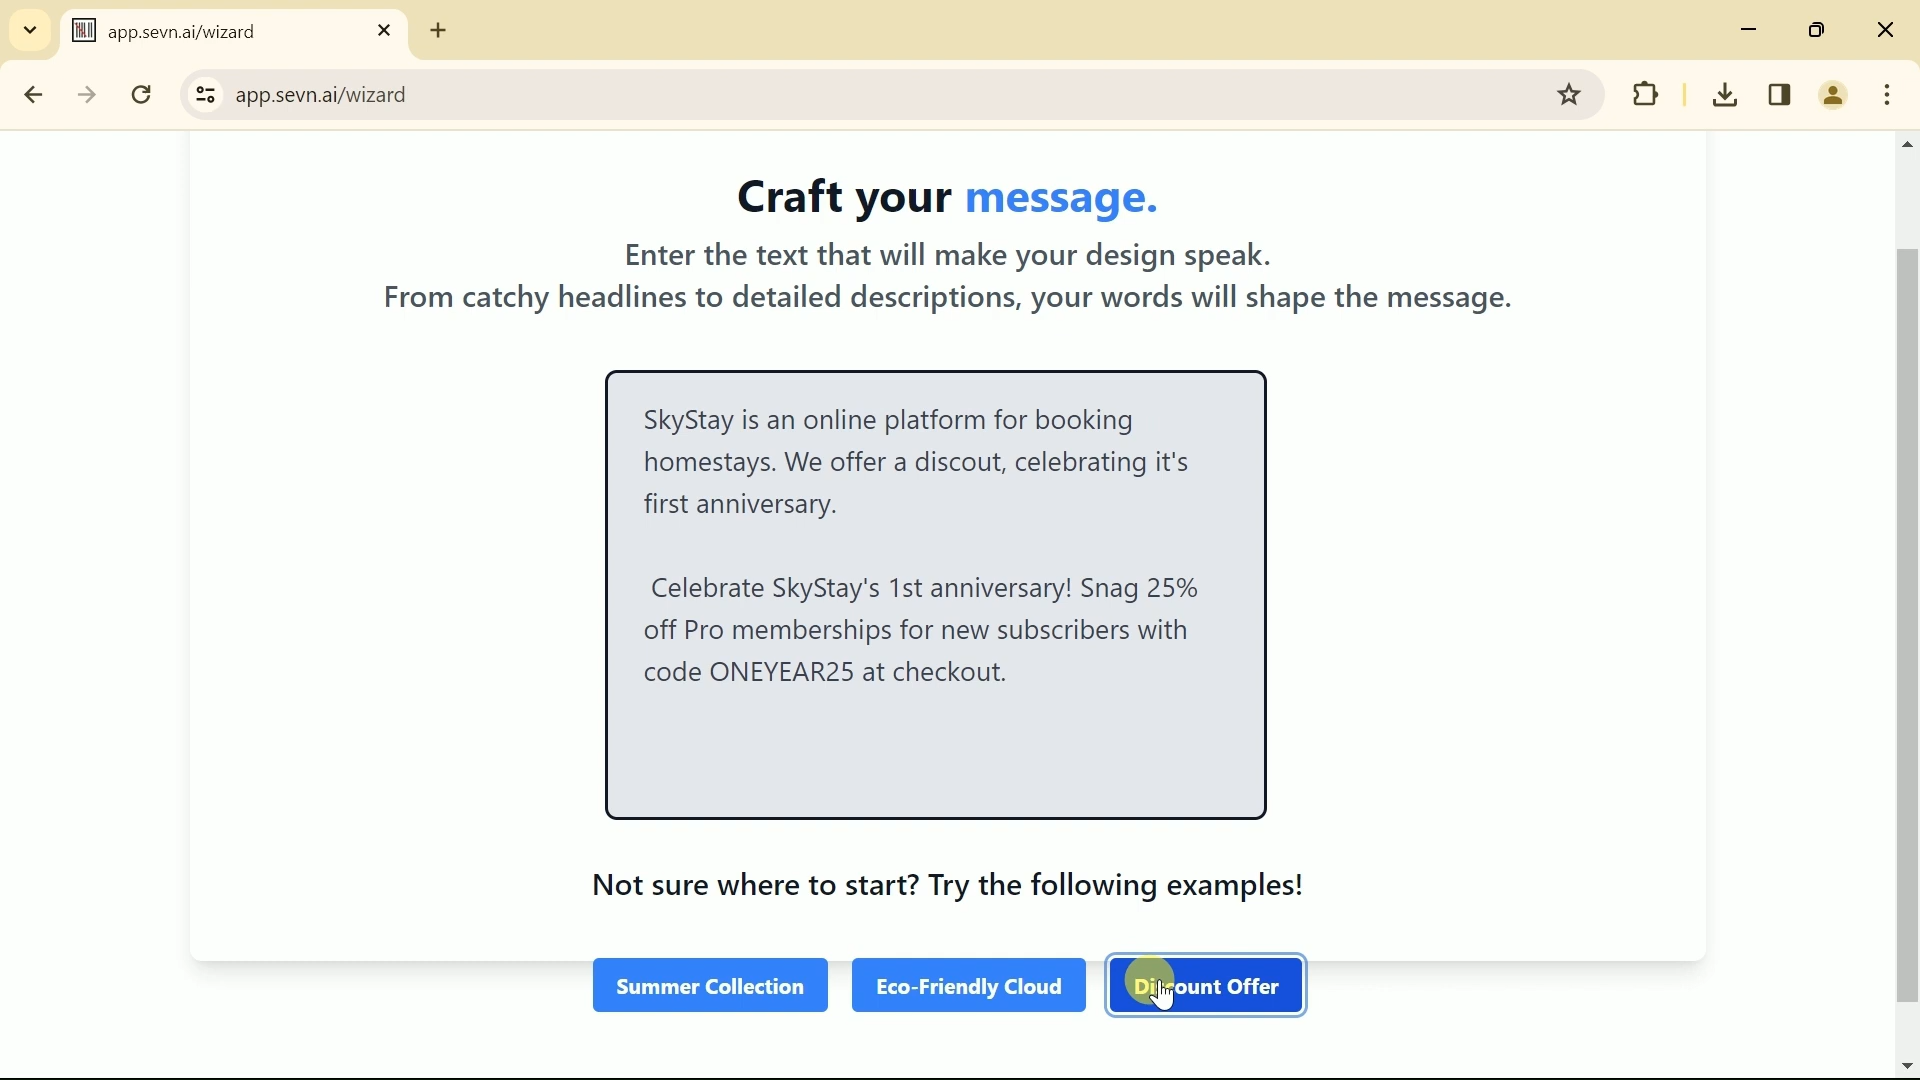 app.sevn.ai/wizard
app.sevn.ai/wizard
Craft your message.
Enter the text that will make your design speak.
From catchy headlines to detailed descriptions, your words will shape the message.
SkyStay is an online platform for booking
homestays. We offer a discout, celebrating it's
first anniversary.
Celebrate SkyStay's 1st anniversary! Snag 25%
off Pro memberships for new subscribers with
code ONEYEAR25 at checkout.
Not sure where to start? Try the following examples!
Summer Collection
Eco-Friendly Cloud
Discount Offer